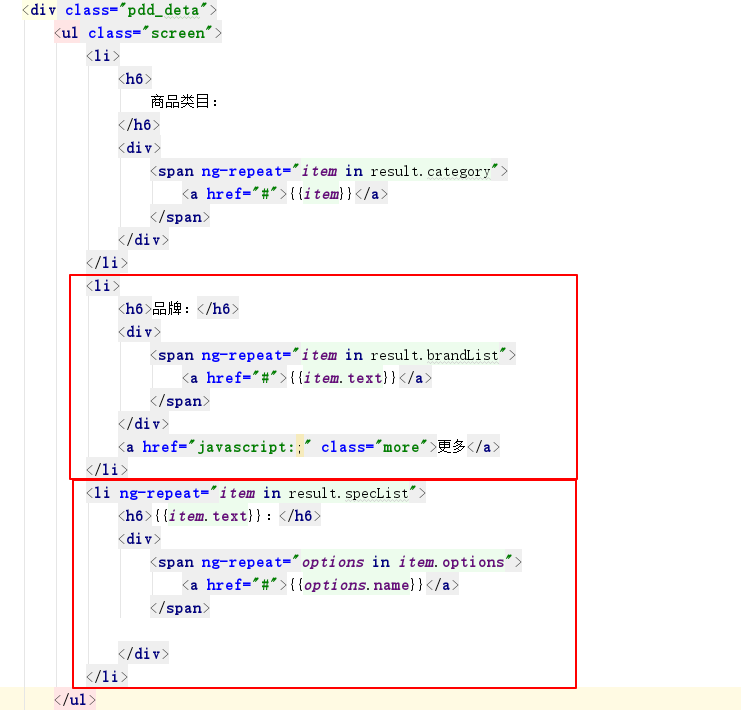 <div class="pdd_deta">
<ul class="screen">
<li>
<h6>
商品类目：
</h6>
<div>
<span ng-repeat="item in result.category">
<a href="#">{{item}}</a>
</span>
</div>
</li>
<li>
<h6>品牌：</h6>
<div>
<span ng-repeat="item in result.brandList">
<a href="#">{{item.text}}</a>
</span>
</div>
<a href="javascript:;" class="more">更多</a>
</li>
<li ng-repeat="item in result.specList">
<h6>{{item.text}}：</h6>
<div>
<span ng-repeat="options in item.options">
<a href="#">{{options.name}}</a>
</span>
</div>
</li>
</ul>